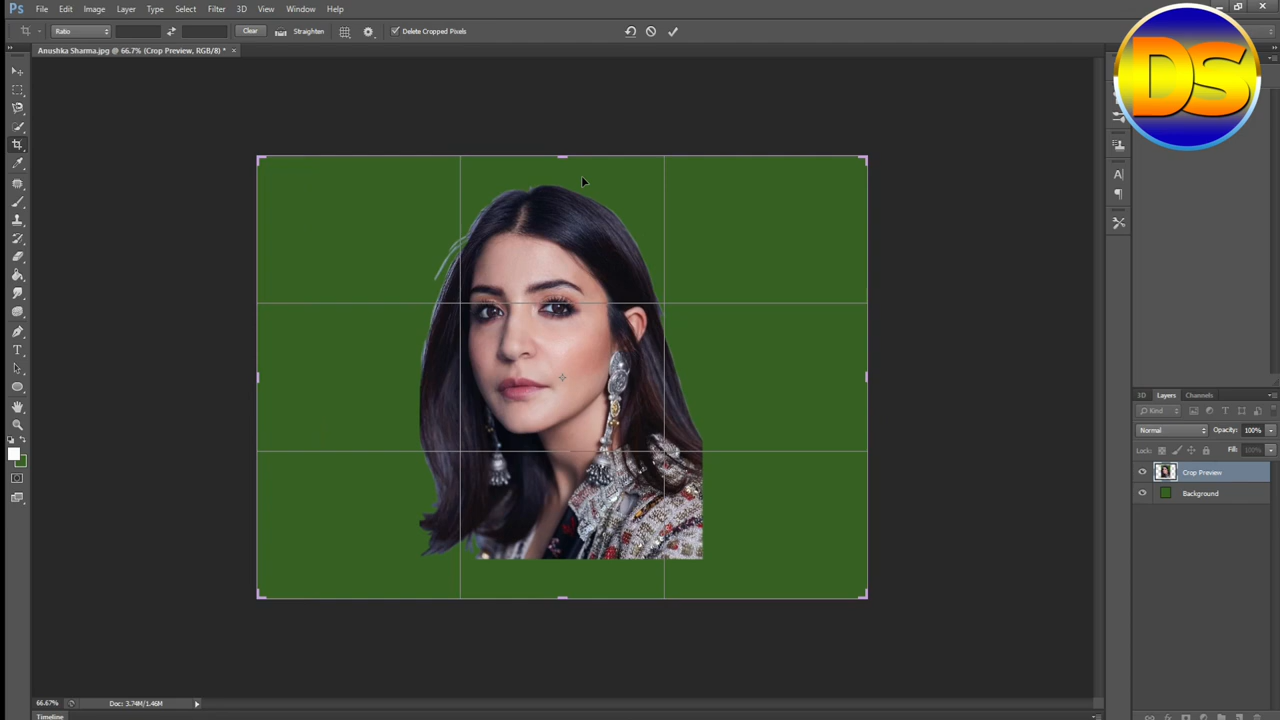 Ps File Edit Image Layer Type Select Filter 3D View Window Help
Ratio Clear Straighten Delete Cropped Pixels
Anushka Sharma.jpg @ 66.7% (Crop Preview, RGB/8) * ×
DS
3D Layers Channels
Kind
Normal Opacity: 100%
Lock: Fill: 100%
Crop Preview
Background
66.67% Doc: 3.74M/1.46M
Timeline